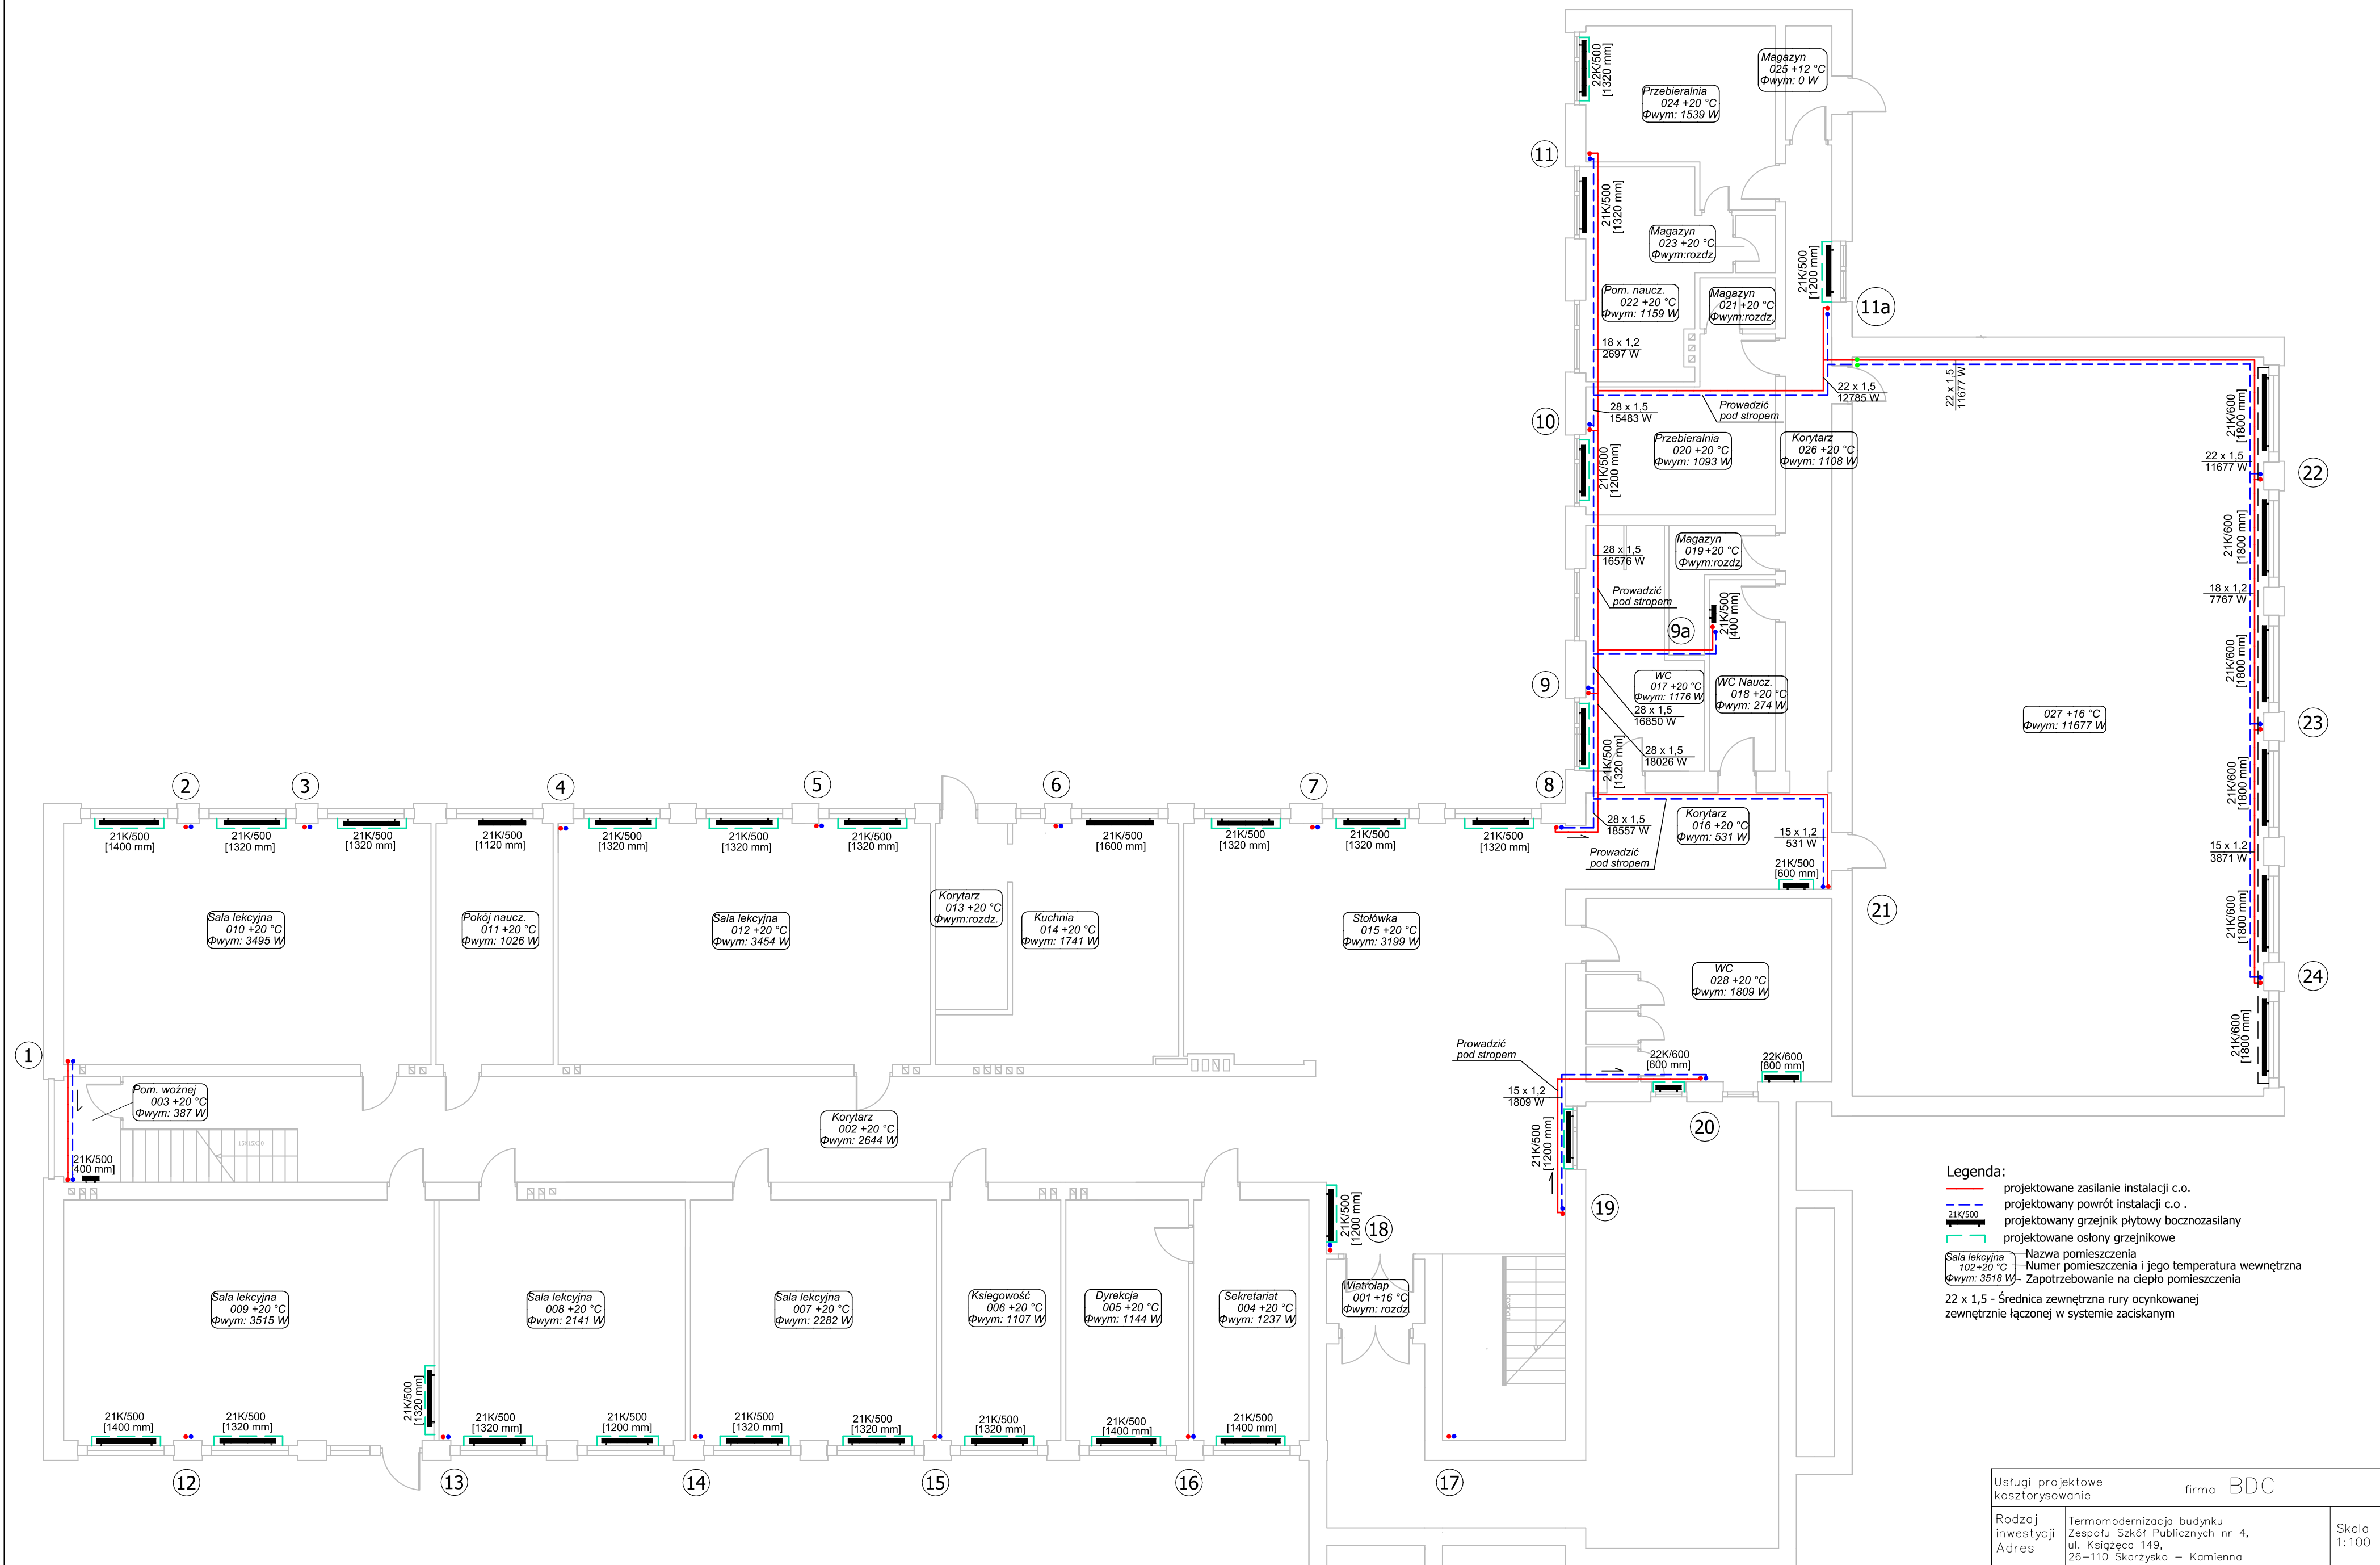 22K/500
[1320 mm]
Magazyn
025 +12 °C
Φwym: 0 W
Przebieralnia
024 +20 °C
Φwym: 1539 W
11
21K/500
[1320 mm]
Magazyn
023 +20 °C
Φwym:rozdz.
21K/500
[1200 mm]
11a
Pom. naucz.
022 +20 °C
Φwym: 1159 W
Magazyn
021 +20 °C
Φwym:rozdz.
18 x 1,2
2697 W
22 x 1,5
12785 W
22 x 1,5
11677 W
28 x 1,5
15483 W
Prowadzić
pod stropem
10
Przebieralnia
020 +20 °C
Φwym: 1093 W
Korytarz
026 +20 °C
Φwym: 1108 W
21K/500
[1200 mm]
21K/600
[1800 mm]
22 x 1,5
11677 W
22
28 x 1,5
16576 W
Magazyn
019+20 °C
Φwym:rozdz
21K/600
[1800 mm]
Prowadzić
pod stropem
21K/500
[400 mm]
9a
18 x 1,2
7767 W
21K/600
[1800 mm]
9
WC
017 +20 °C
Φwym: 1176 W
WC Naucz.
018 +20 °C
Φwym: 274 W
28 x 1,5
16850 W
28 x 1,5
18026 W
21K/500
[1320 mm]
027 +16 °C
Φwym: 11677 W
23
21K/600
[1800 mm]
2
3
4
5
6
7
8
21K/500
[1400 mm]
21K/500
[1320 mm]
21K/500
[1320 mm]
21K/500
[1120 mm]
21K/500
[1320 mm]
21K/500
[1320 mm]
21K/500
[1320 mm]
21K/500
[1600 mm]
21K/500
[1320 mm]
21K/500
[1320 mm]
21K/500
[1320 mm]
28 x 1,5
18557 W
Korytarz
016 +20 °C
Φwym: 531 W
15 x 1,2
531 W
Prowadzić
pod stropem
21K/500
[600 mm]
15 x 1,2
3871 W
21K/600
[1800 mm]
21
Sala lekcyjna
010 +20 °C
Φwym: 3495 W
Pokój naucz.
011 +20 °C
Φwym: 1026 W
Sala lekcyjna
012 +20 °C
Φwym: 3454 W
Korytarz
013 +20 °C
Φwym:rozdz.
Kuchnia
014 +20 °C
Φwym: 1741 W
Stołówka
015 +20 °C
Φwym: 3199 W
WC
028 +20 °C
Φwym: 1809 W
24
21K/600
[1800 mm]
1
Prowadzić
pod stropem
22K/600
[600 mm]
22K/600
[800 mm]
15 x 1,2
1809 W
Pom. woźnej
003 +20 °C
Φwym: 387 W
Korytarz
002 +20 °C
Φwym: 2644 W
15X15X30
21K/500
[400 mm]
21K/500
[1200 mm]
20
19
21K/500
[1200 mm]
18
Sala lekcyjna
009 +20 °C
Φwym: 3515 W
Sala lekcyjna
008 +20 °C
Φwym: 2141 W
Sala lekcyjna
007 +20 °C
Φwym: 2282 W
Ksiegowość
006 +20 °C
Φwym: 1107 W
Dyrekcja
005 +20 °C
Φwym: 1144 W
Sekretariat
004 +20 °C
Φwym: 1237 W
Wiatrołap
001 +16 °C
Φwym: rozdz
21K/500
[1320 mm]
21K/500
[1400 mm]
21K/500
[1320 mm]
21K/500
[1320 mm]
21K/500
[1200 mm]
21K/500
[1320 mm]
21K/500
[1320 mm]
21K/500
[1320 mm]
21K/500
[1400 mm]
21K/500
[1400 mm]
12
13
14
15
16
17
Legenda:
projektowane zasilanie instalacji c.o.
projektowany powrót instalacji c.o .
21K/500
projektowany grzejnik płytowy bocznozasilany
projektowane osłony grzejnikowe
Sala lekcyjna
102+20 °C
Φwym: 3518 W
Nazwa pomieszczenia
Numer pomieszczenia i jego temperatura wewnętrzna
Zapotrzebowanie na ciepło pomieszczenia
22 x 1,5 - Średnica zewnętrzna rury ocynkowanej
zewnętrznie łączonej w systemie zaciskanym
Usługi projektowe
kosztorysowanie
firma BDC
Rodzaj
inwestycji
Adres
Termomodernizacja budynku
Zespołu Szkół Publicznych nr 4,
ul. Książęca 149,
26-110 Skarżysko - Kamienna
Skala
1:100